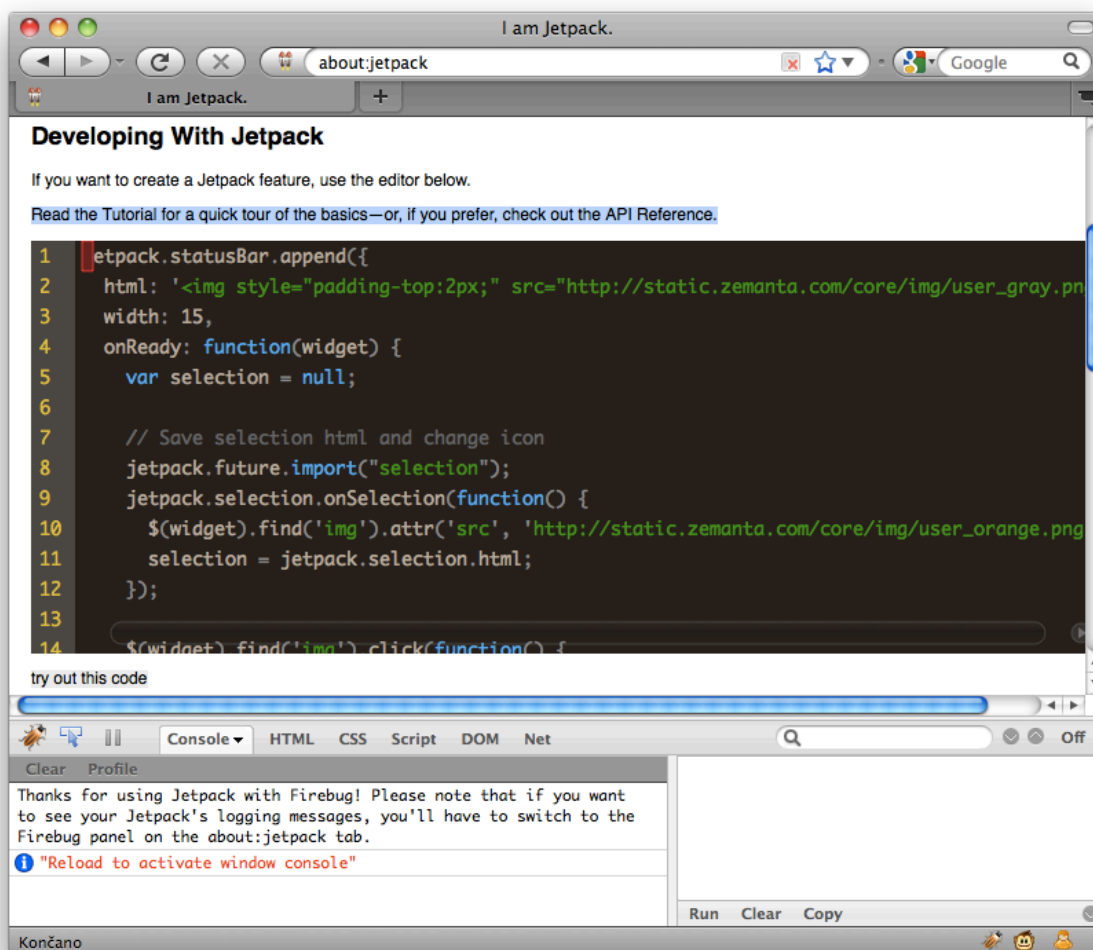 I am Jetpack.
about:jetpack
Google
I am Jetpack.
Developing With Jetpack
If you want to create a Jetpack feature, use the editor below.
Read the Tutorial for a quick tour of the basics—or, if you prefer, check out the API Reference.
1 etpack.statusBar.append({
2 html: '<img style="padding-top:2px;" src="http://static.zemanta.com/core/img/user_gray.pn
3 width: 15,
4 onReady: function(widget) {
5 var selection = null;
6
7 // Save selection html and change icon
8 jetpack.future.import("selection");
9 jetpack.selection.onSelection(function() {
10 $(widget).find('img').attr('src', 'http://static.zemanta.com/core/img/user_orange.png
11 selection = jetpack.selection.html;
12 });
13
14 $(widget).find('img').click(function() {
try out this code
Console HTML CSS Script DOM Net Off
Clear Profile
Thanks for using Jetpack with Firebug! Please note that if you want
to see your Jetpack's logging messages, you'll have to switch to the
Firebug panel on the about:jetpack tab.
"Reload to activate window console"
Run Clear Copy
Končano